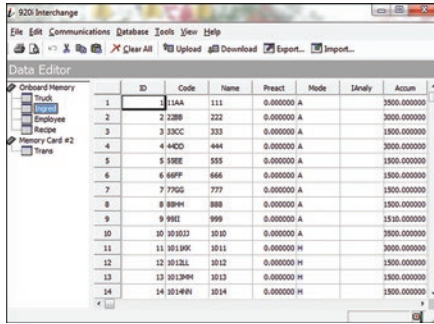 920i Interchange
File Edit Communications Database Tools View Help
Clear All Upload Download Export... Import...
Data Editor
Onboard Memory
Truck
Ingred
Employee
Recipe
Memory Card #2
Trans
ID Code Name Preact Mode IAnaly Accum
1 1 11AA 111 0.000000 A 3500.000000
2 2 22BB 222 0.000000 A 3000.000000
3 3 33CC 333 0.000000 A 1500.000000
4 4 44DD 444 0.000000 A 3000.000000
5 5 55EE 555 0.000000 A 1500.000000
6 6 66FF 666 0.000000 A 1500.000000
7 7 77GG 777 0.000000 A 1500.000000
8 8 88HH 888 0.000000 A 1500.000000
9 9 99II 999 0.000000 A 1510.000000
10 10 1010JJ 1010 0.000000 A 3500.000000
11 11 1011KK 1011 0.000000 H 3000.000000
12 12 1012LL 1012 0.000000 H 1500.000000
13 13 1013MM 1013 0.000000 H 1500.000000
14 14 1014NN 1014 0.000000 H 1500.000000